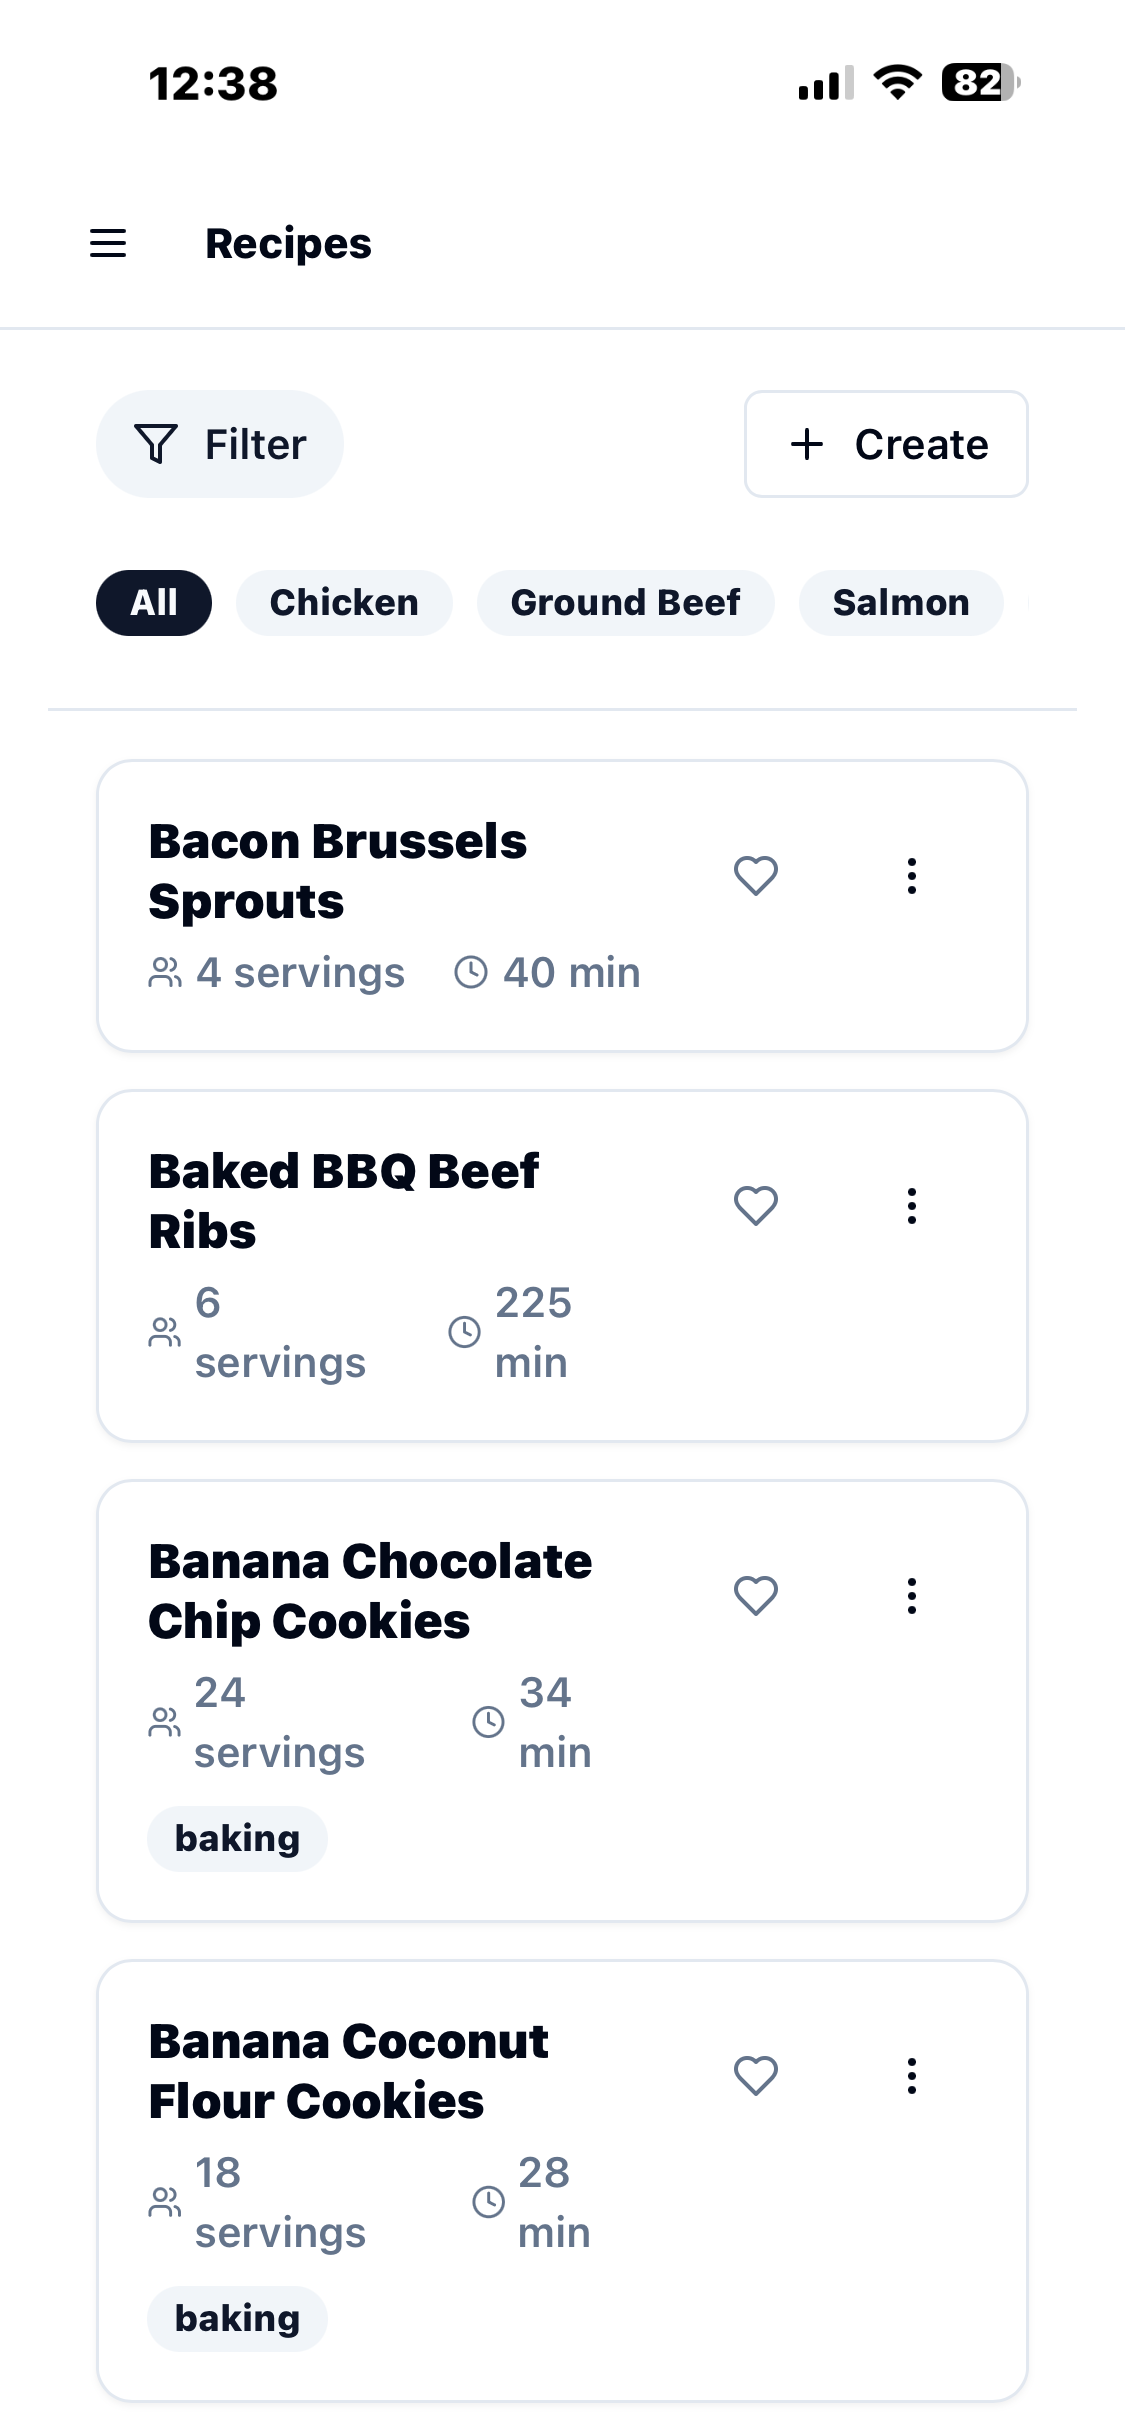 12:38
82
Recipes
Filter
Create
All
Chicken
Ground Beef
Salmon
Bacon Brussels
Sprouts
4 servings
40 min
Baked BBQ Beef
Ribs
6
servings
225
min
Banana Chocolate
Chip Cookies
24
servings
34
min
baking
Banana Coconut
Flour Cookies
18
servings
28
min
baking